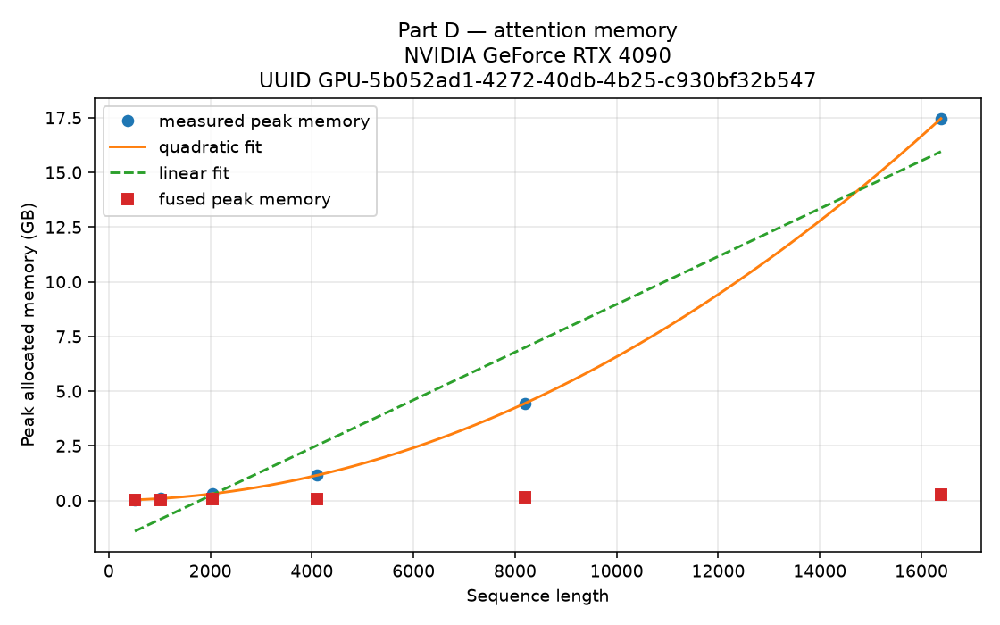 Part D — attention memory
NVIDIA GeForce RTX 4090
UUID GPU-5b052ad1-4272-40db-4b25-c930bf32b547
measured peak memory
quadratic fit
linear fit
fused peak memory
Peak allocated memory (GB)
17.5
15.0
12.5
10.0
7.5
5.0
2.5
0.0
0
2000
4000
6000
8000
10000
12000
14000
16000
Sequence length